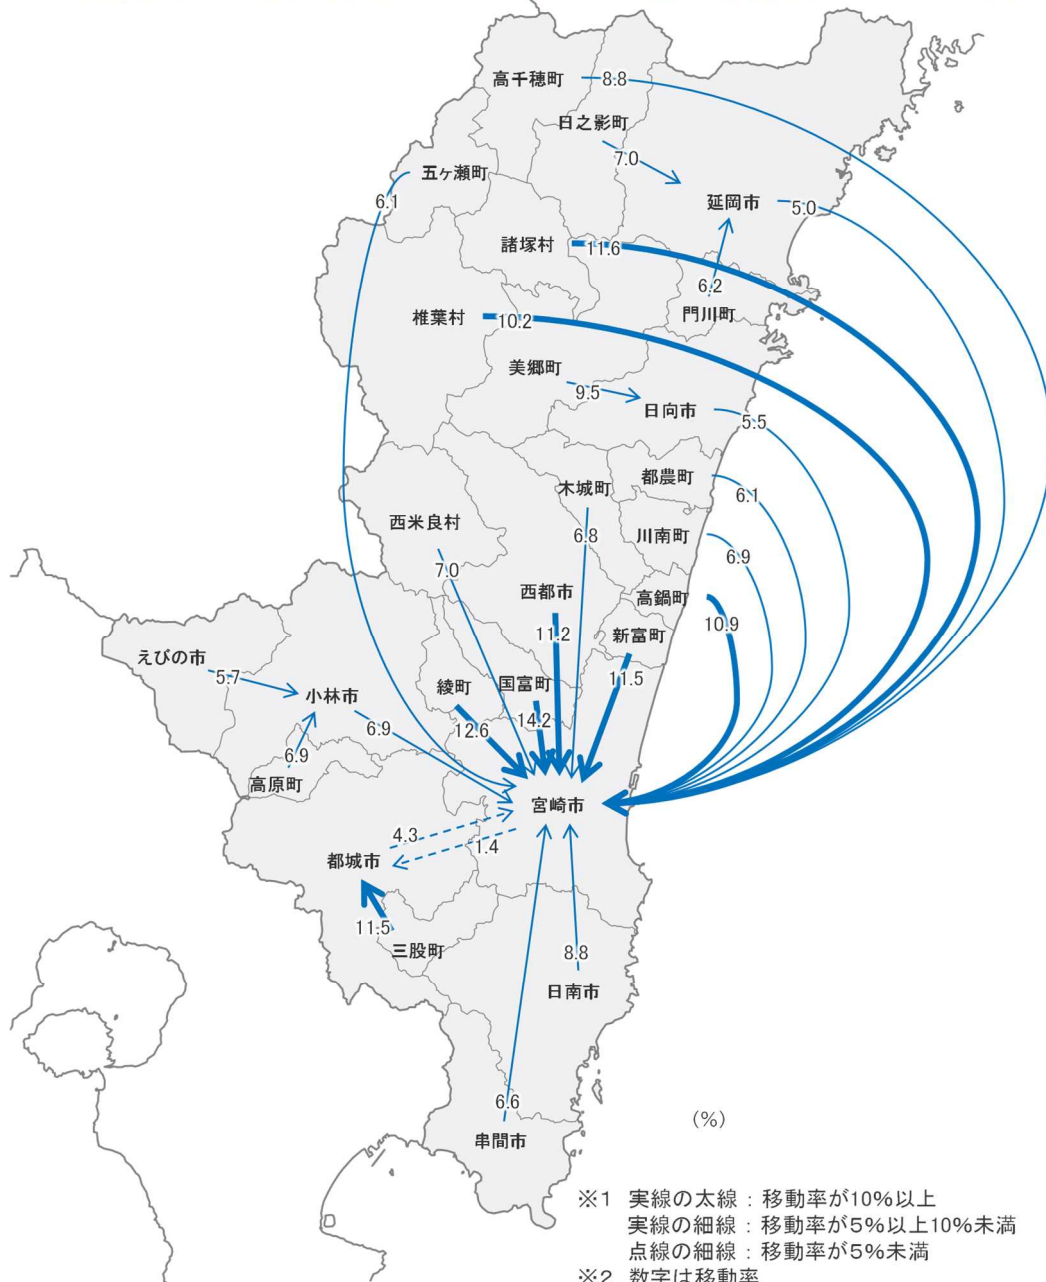 高千穂町
8.8
日之影町
7.0
五ヶ瀬町
6.1
延岡市
5.0
諸塚村
11.6
6.2
門川町
椎葉村
10.2
美郷町
9.5
日向市
5.5
木城町
都農町
6.1
西米良村
6.8
川南町
6.9
7.0
西都市
高鍋町
10.9
11.2
新富町
えびの市
5.7
小林市
綾町
国富町
11.5
6.9
12.6
14.2
6.9
高原町
宮崎市
4.3
1.4
都城市
11.5
三股町
8.8
日南市
6.6
串間市
(%)
※1 実線の太線：移動率が10%以上
実線の細線：移動率が5%以上10%未満
点線の細線：移動率が5%未満
※2 数字は移動率